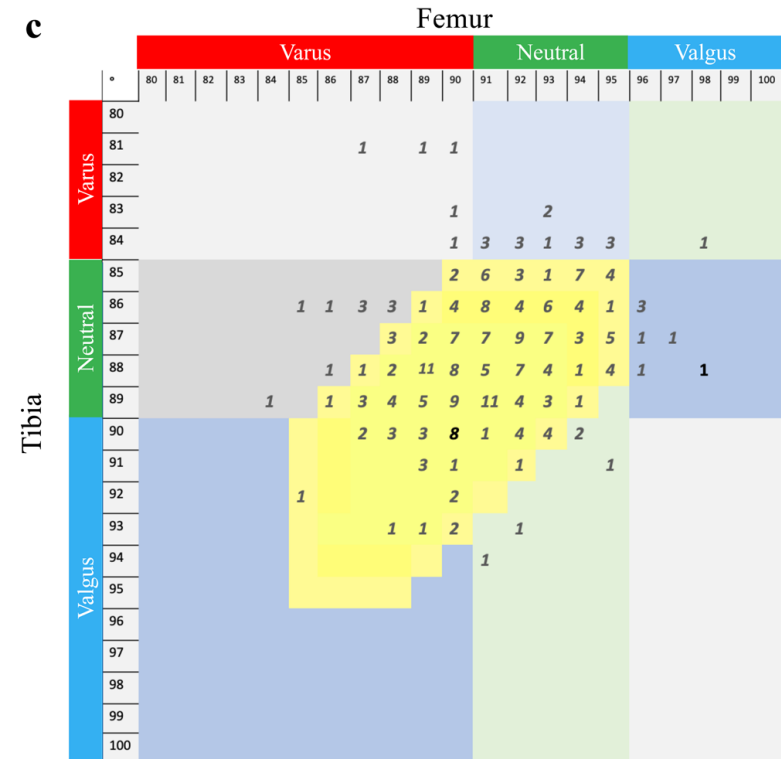 c
Femur
Varus Neutral Valgus
° 80 81 82 83 84 85 86 87 88 89 90 91 92 93 94 95 96 97 98 99 100
Tibia
Varus
80
81 1 1 1
82
83 1 2
84 1 3 3 1 3 3 1
Neutral
85 2 6 3 1 7 4
86 1 1 3 3 1 4 8 4 6 4 1 3
87 3 2 7 7 9 7 3 5 1 1
88 1 1 2 11 8 5 7 4 1 4 1 1
89 1 1 3 4 5 9 11 4 3 1
Valgus
90 2 3 3 8 1 4 4 2
91 3 1 1 1
92 1 2
93 1 1 2 1
94 1
95
96
97
98
99
100